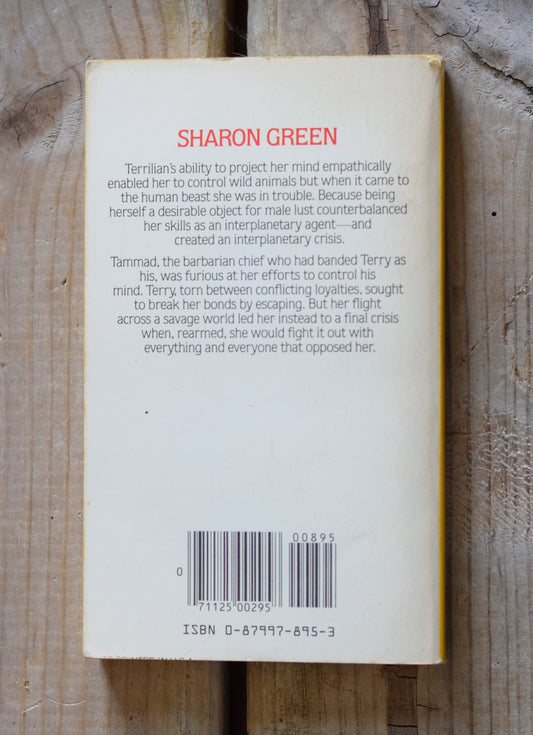 SHARON GREEN
Terrilian's ability to project her mind empathically
enabled her to control wild animals but when it came to
the human beast she was in trouble. Because being
herself a desirable object for male lust counterbalanced
her skills as an interplanetary agent—and
created an interplanetary crisis.
Tammad, the barbarian chief who had banded Terry as
his, was furious at her efforts to control his
mind. Terry, torn between conflicting loyalties, sought
to break her bonds by escaping. But her flight
across a savage world led her instead to a final crisis
when, rearmed, she would fight it out with
everything and everyone that opposed her.
00895
0
71125 00295
ISBN 0-87997-895-3
PRINTED IN U.S.A.